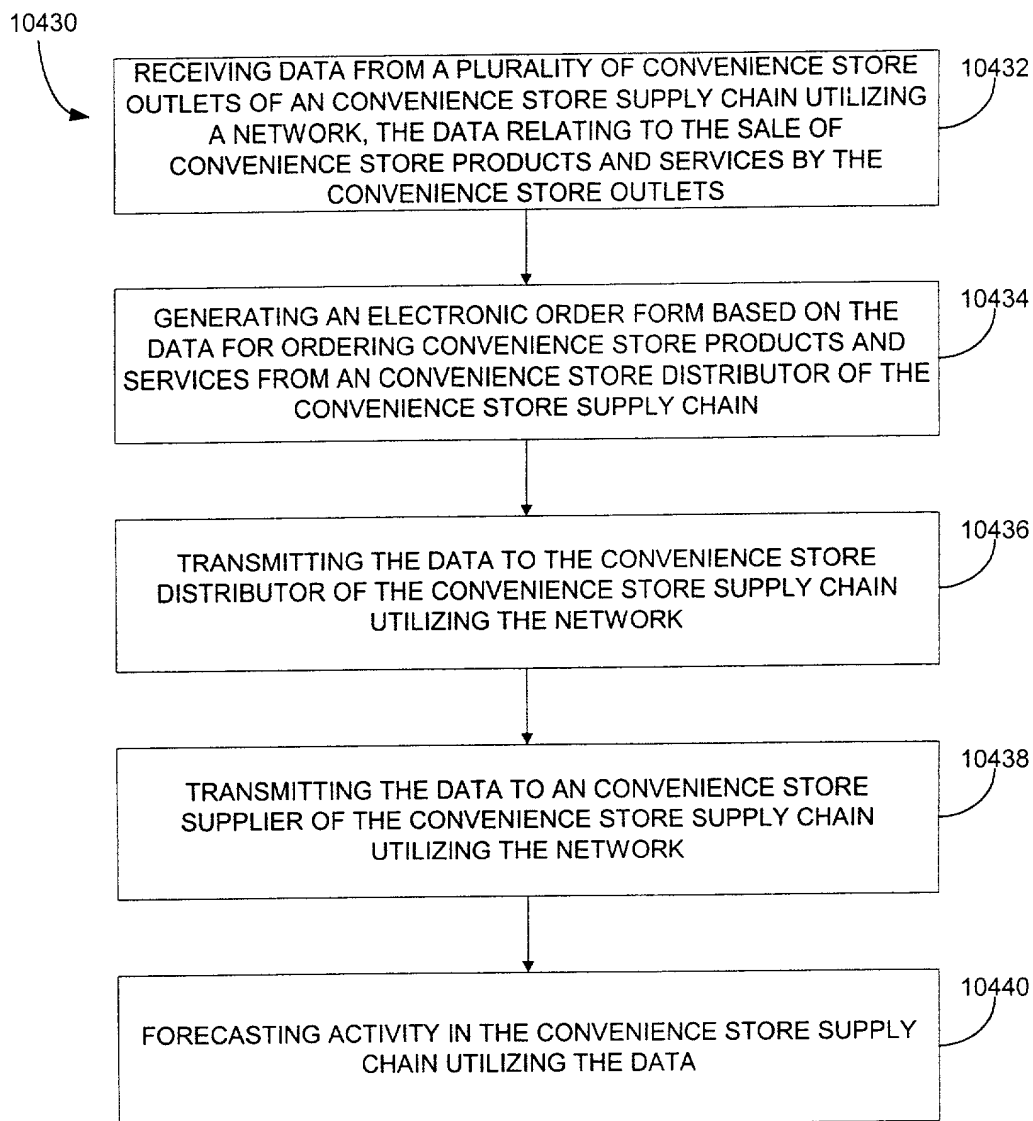 10430
RECEIVING DATA FROM A PLURALITY OF CONVENIENCE STORE
OUTLETS OF AN CONVENIENCE STORE SUPPLY CHAIN UTILIZING
A NETWORK, THE DATA RELATING TO THE SALE OF
CONVENIENCE STORE PRODUCTS AND SERVICES BY THE
CONVENIENCE STORE OUTLETS
10432
GENERATING AN ELECTRONIC ORDER FORM BASED ON THE
DATA FOR ORDERING CONVENIENCE STORE PRODUCTS AND
SERVICES FROM AN CONVENIENCE STORE DISTRIBUTOR OF THE
CONVENIENCE STORE SUPPLY CHAIN
10434
TRANSMITTING THE DATA TO THE CONVENIENCE STORE
DISTRIBUTOR OF THE CONVENIENCE STORE SUPPLY CHAIN
UTILIZING THE NETWORK
10436
TRANSMITTING THE DATA TO AN CONVENIENCE STORE
SUPPLIER OF THE CONVENIENCE STORE SUPPLY CHAIN
UTILIZING THE NETWORK
10438
FORECASTING ACTIVITY IN THE CONVENIENCE STORE SUPPLY
CHAIN UTILIZING THE DATA
10440